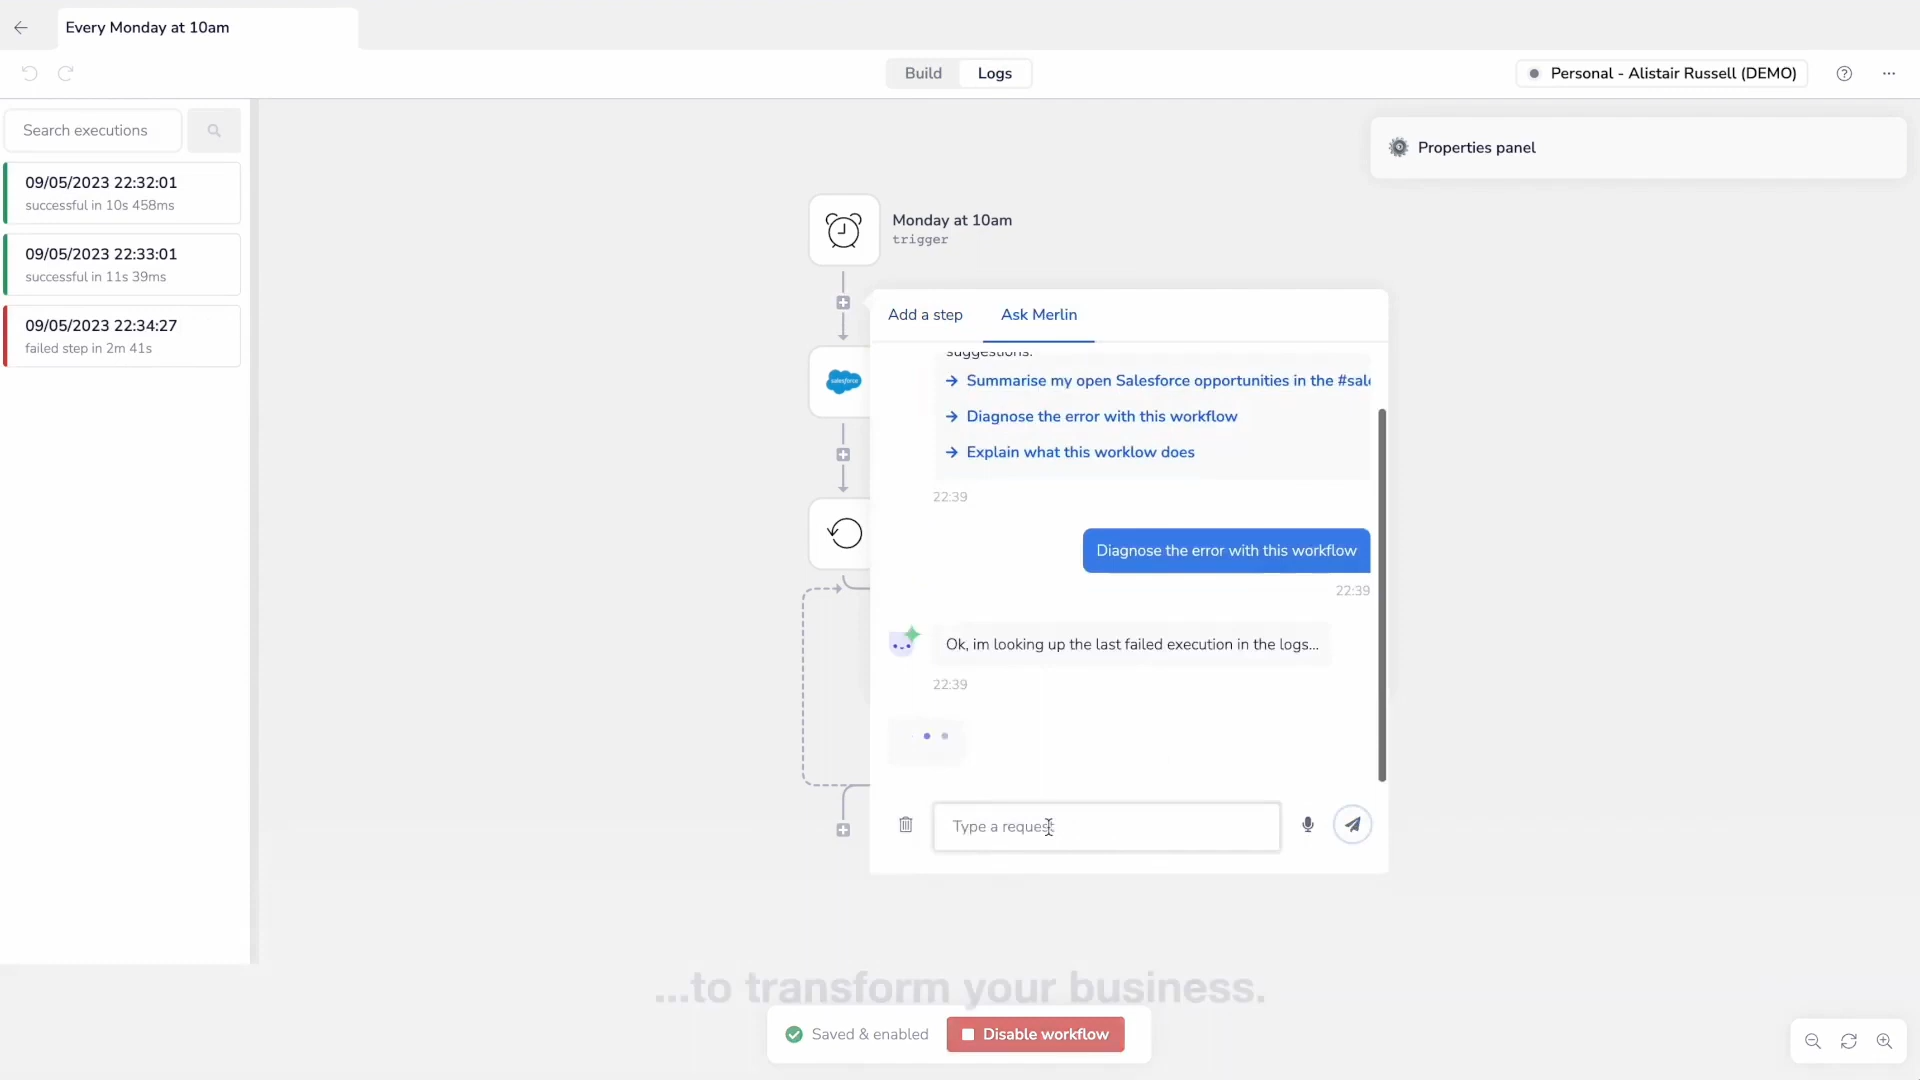 Every Monday at 10am
Build
Logs
Personal - Alistair Russell (DEMO)
Search executions
09/05/2023 22:32:01
successful in 10s 458ms
09/05/2023 22:33:01
successful in 11s 39ms
09/05/2023 22:34:27
failed step in 2m 41s
Properties panel
Monday at 10am
trigger
salesforce
Add a step
Ask Merlin
suggestions:
Summarise my open Salesforce opportunities in the #sale
Diagnose the error with this workflow
Explain what this worklow does
22:39
Diagnose the error with this workflow
22:39
Ok, im looking up the last failed execution in the logs...
22:39
Type a request
...to transform your business.
Saved & enabled
Disable workflow